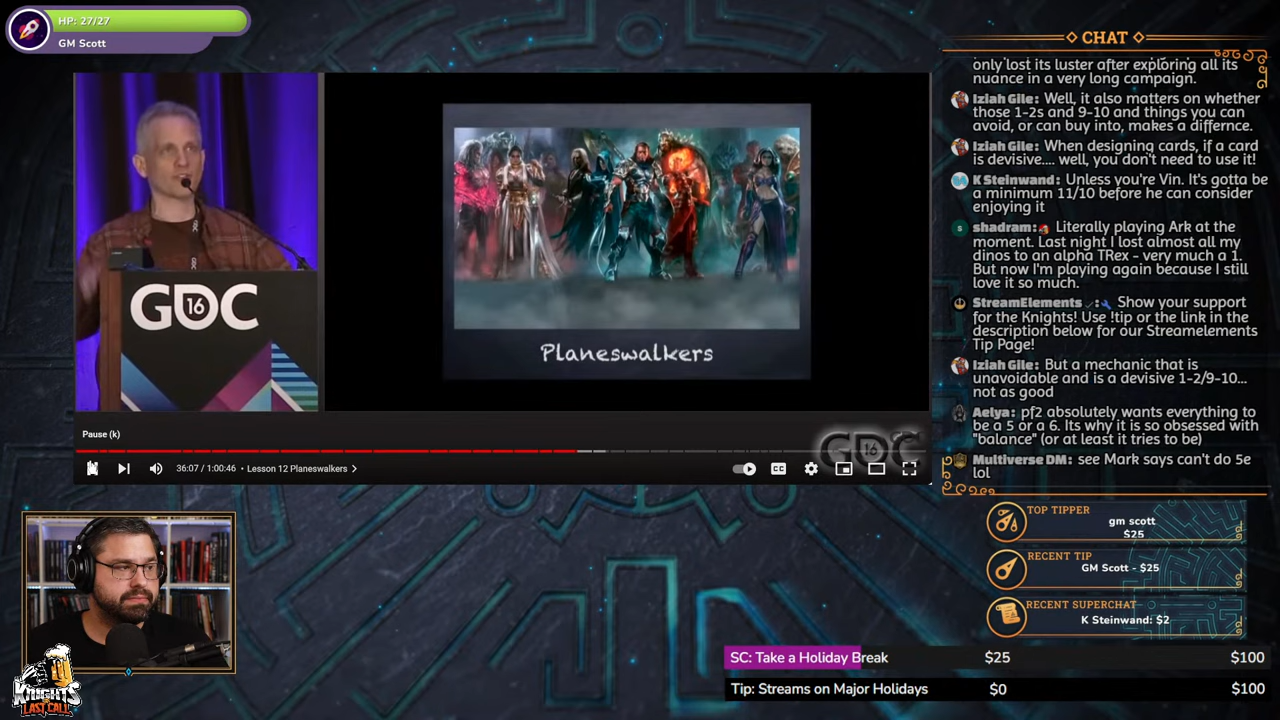 HP: 27/27
GM Scott
CHAT
only lost its luster after exploring all its
nuance in a very long campaign.
Iziah Gile: Well, it also matters on whether
those 1-2s and 9-10 and things you can
avoid, or can buy into, makes a differnce.
Iziah Gile: When designing cards, if a card
is devisive.... well, you don't need to use it!
K Steinwand: Unless you're Vin. It's gotta be
a minimum 11/10 before he can consider
enjoying it
S shadram: Literally playing Ark at the
moment. Last night I lost almost all my
dinos to an alpha TRex - very much a 1.
But now I'm playing again because I still
love it so much.
StreamElements : Show your support
for the Knights! Use !tip or the link in the
description below for our Streamelements
Tip Page!
Iziah Gile: But a mechanic that is
unavoidable and is a devisive 1-2/9-10...
not as good
Aelya: pf2 absolutely wants everything to
be a 5 or a 6. Its why it is so obsessed with
"balance" (or at least it tries to be)
Multiverse DM: see Mark says can't do 5e
lol
GDC 16
Planeswalkers
Pause (k)
GDC 16
36:07 / 1:00:46 • Lesson 12 Planeswalkers
CC
TOP TIPPER
gm scott
$25
RECENT TIP
GM Scott - $25
RECENT SUPERCHAT
K Steinwand: $2
SC: Take a Holiday Break $25 $100
Tip: Streams on Major Holidays $0 $100
KNIGHTS
OF
LAST CALL